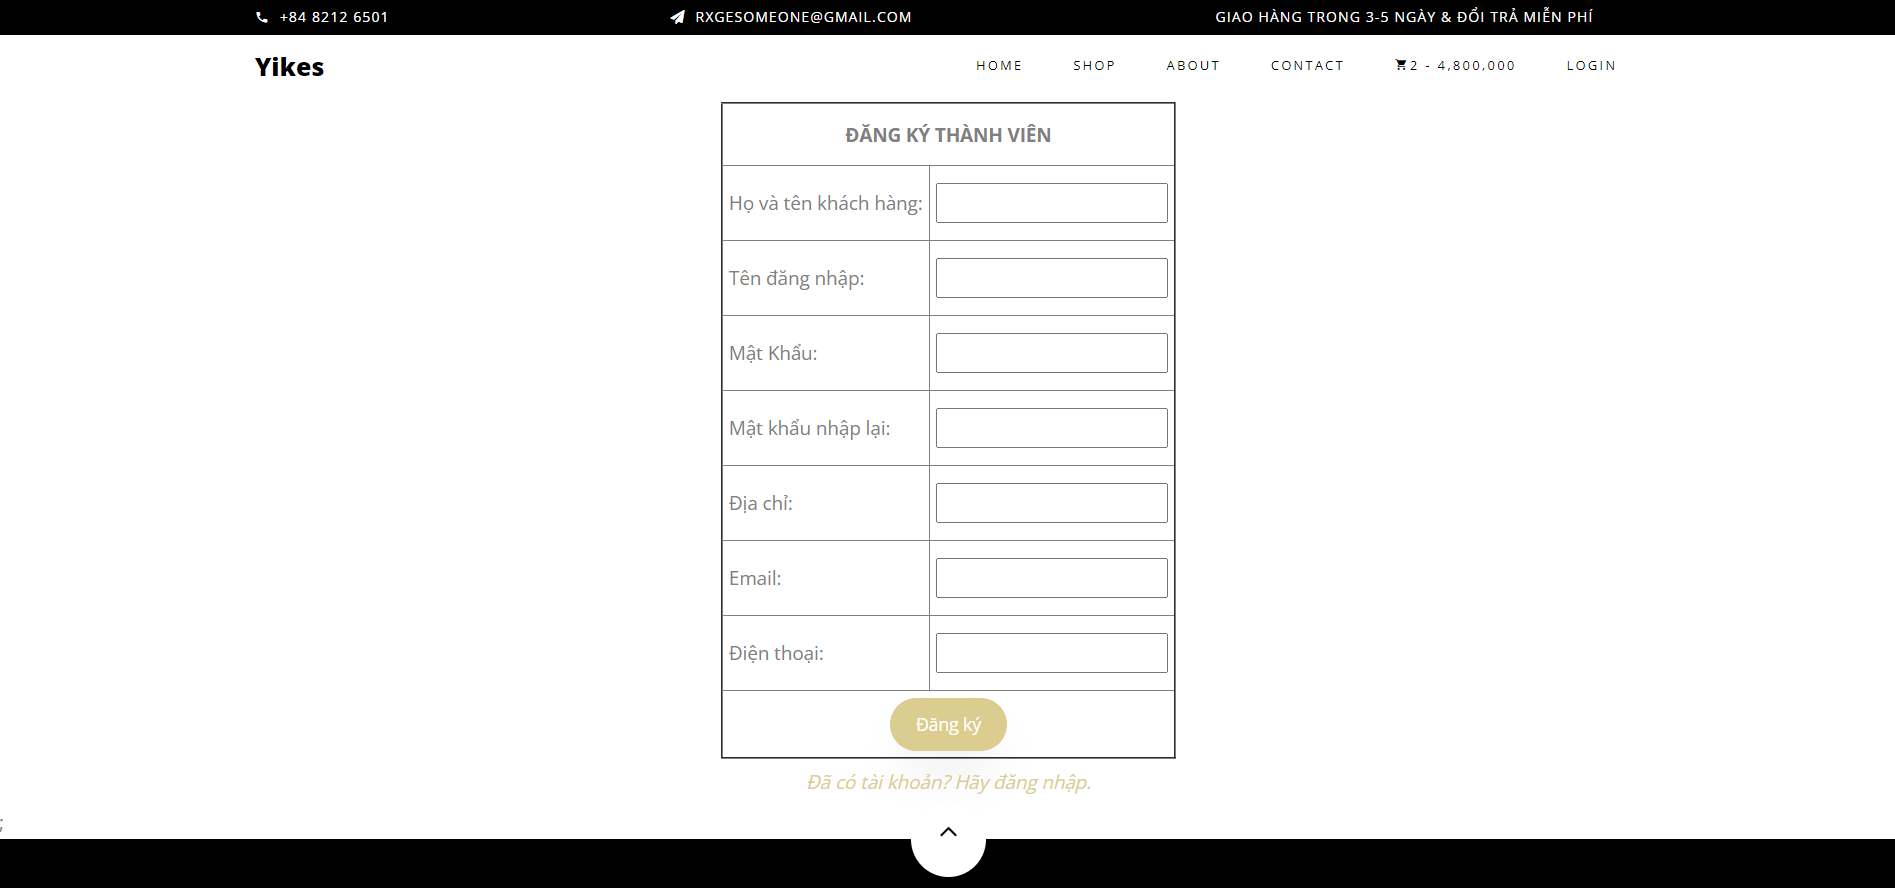 +84 8212 6501 RXGESOMEONE@GMAIL.COM GIAO HÀNG TRONG 3-5 NGÀY & ĐỔI TRẢ MIỄN PHÍ
Yikes HOME SHOP ABOUT CONTACT 2 - 4,800,000 LOGIN
ĐĂNG KÝ THÀNH VIÊN
Họ và tên khách hàng:
Tên đăng nhập:
Mật Khẩu:
Mật khẩu nhập lại:
Địa chỉ:
Email:
Điện thoại:
Đăng ký
Đã có tài khoản? Hãy đăng nhập.
;